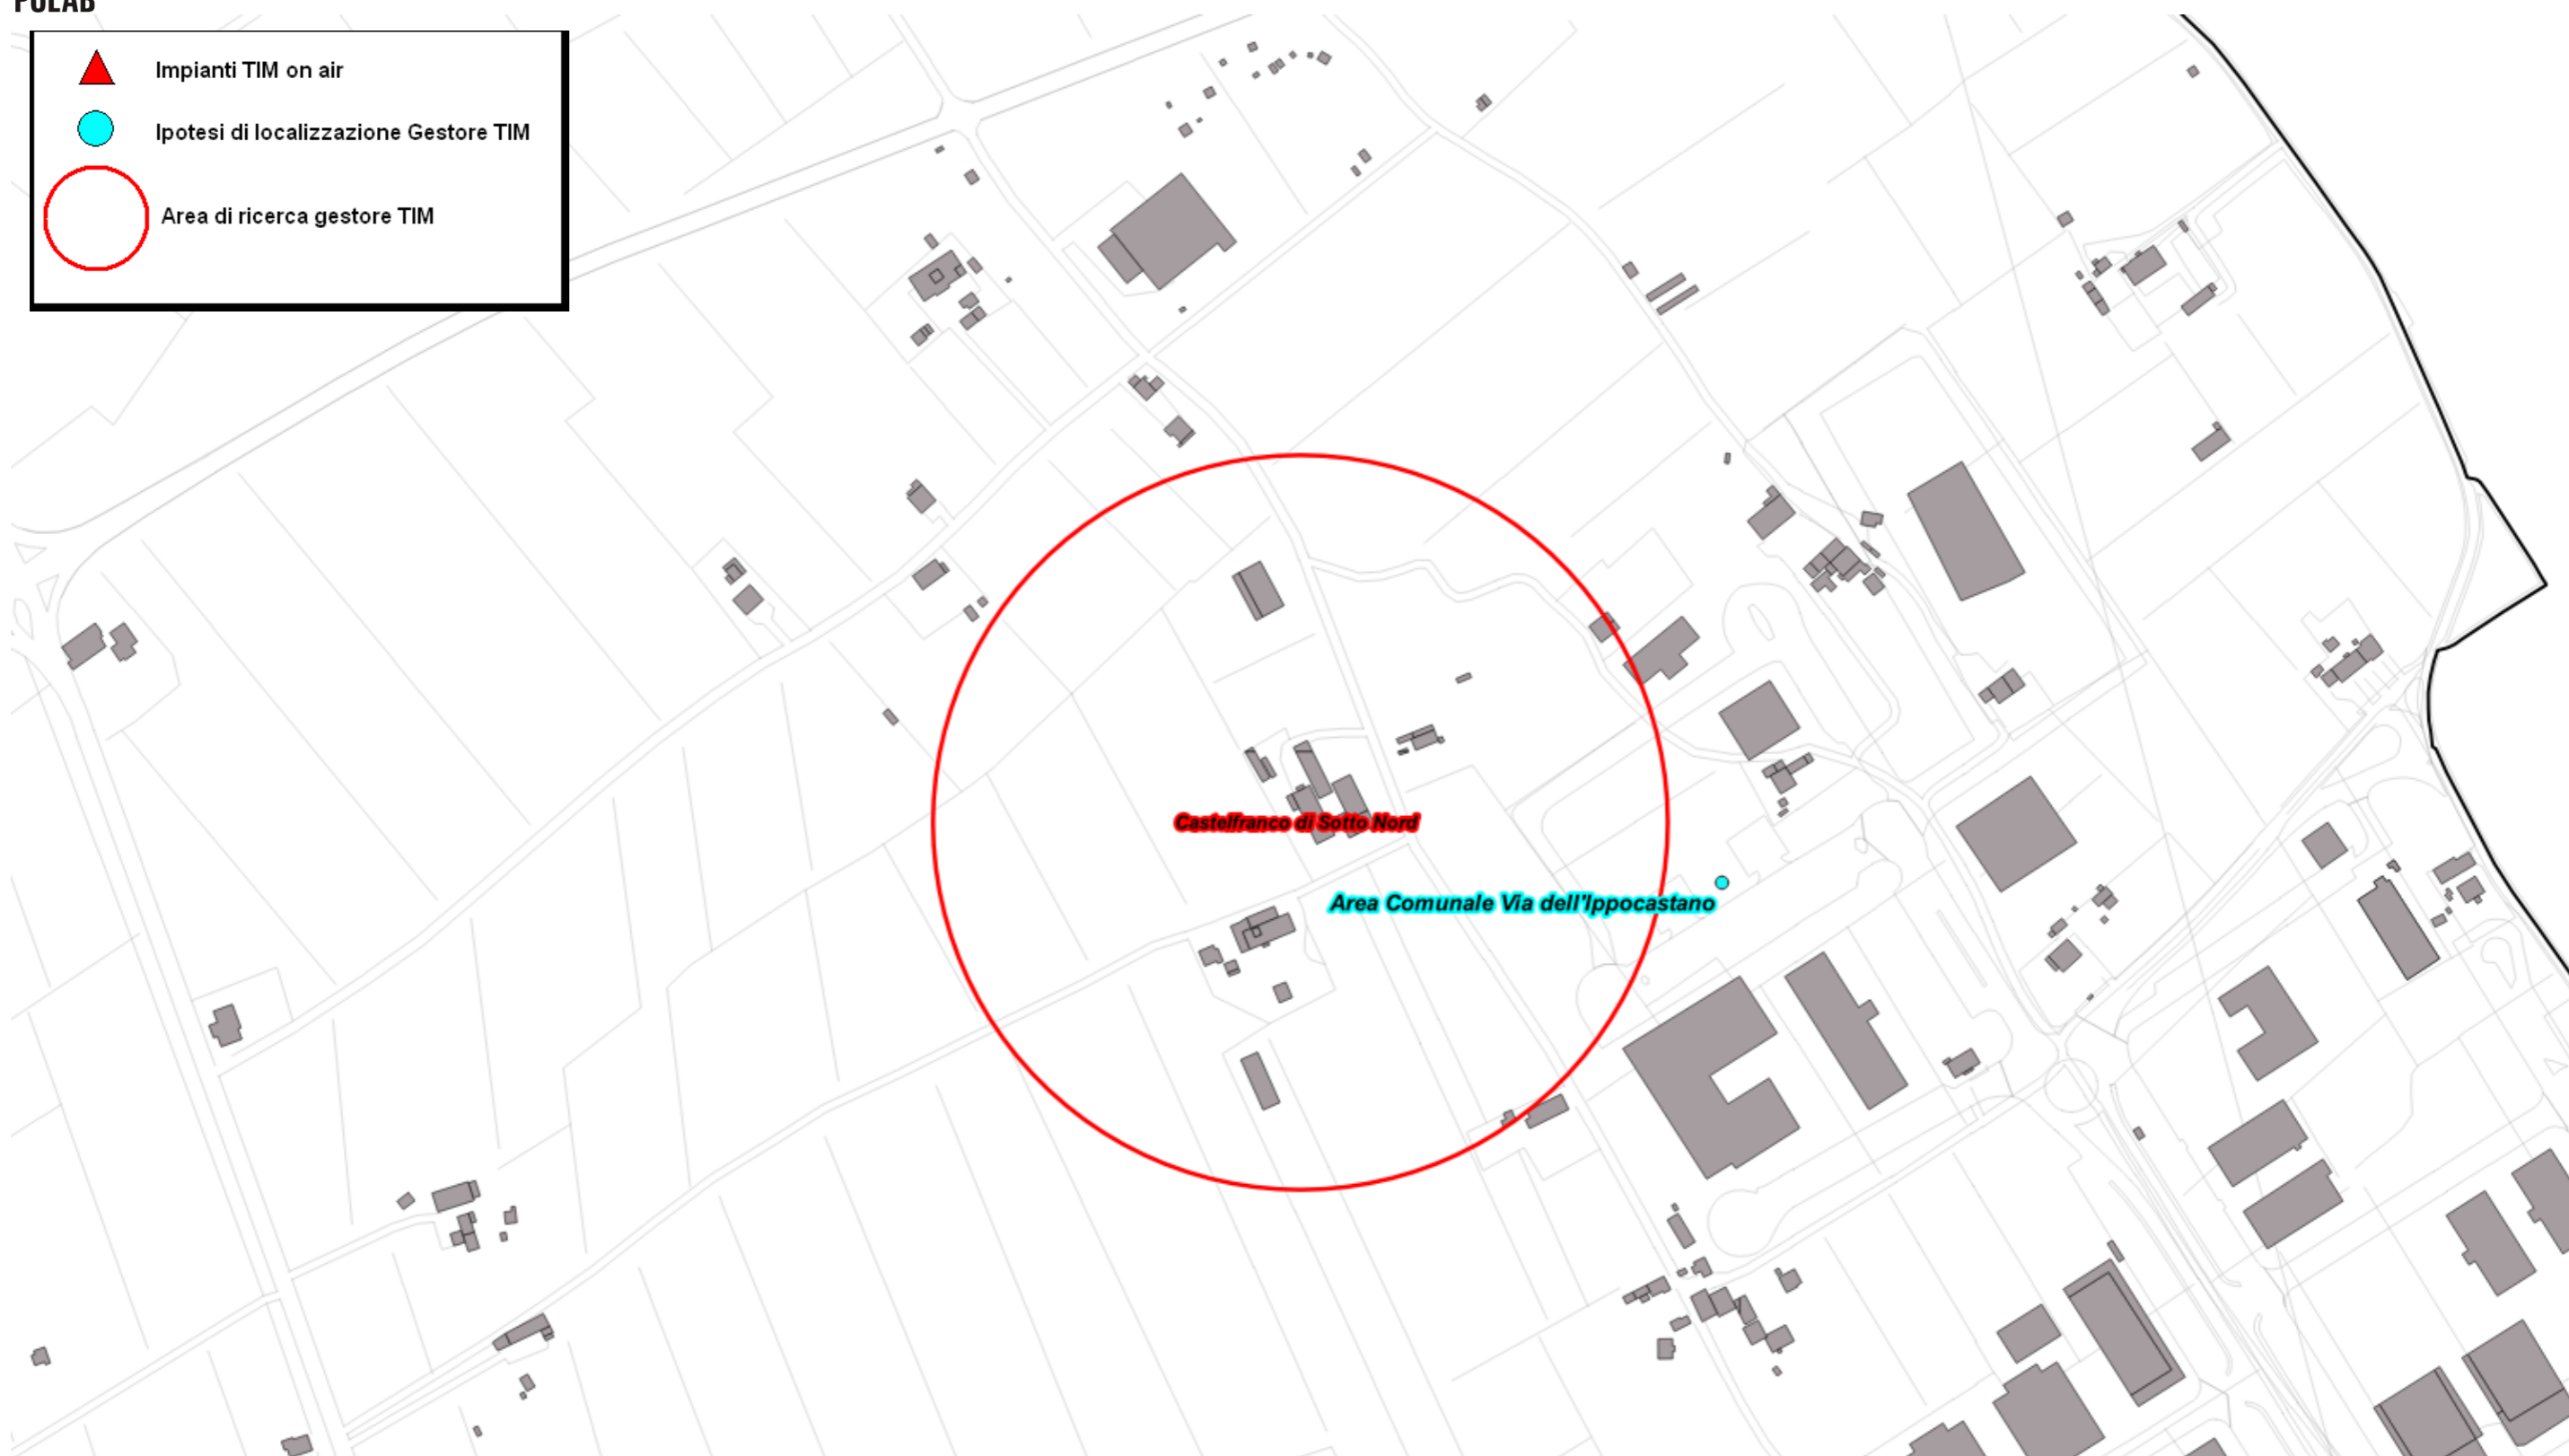 POLAB
Impianti TIM on air
Ipotesi di localizzazione Gestore TIM
Area di ricerca gestore TIM
Castelfranco di Sotto Nord
Area Comunale Via dell'Ippocastano